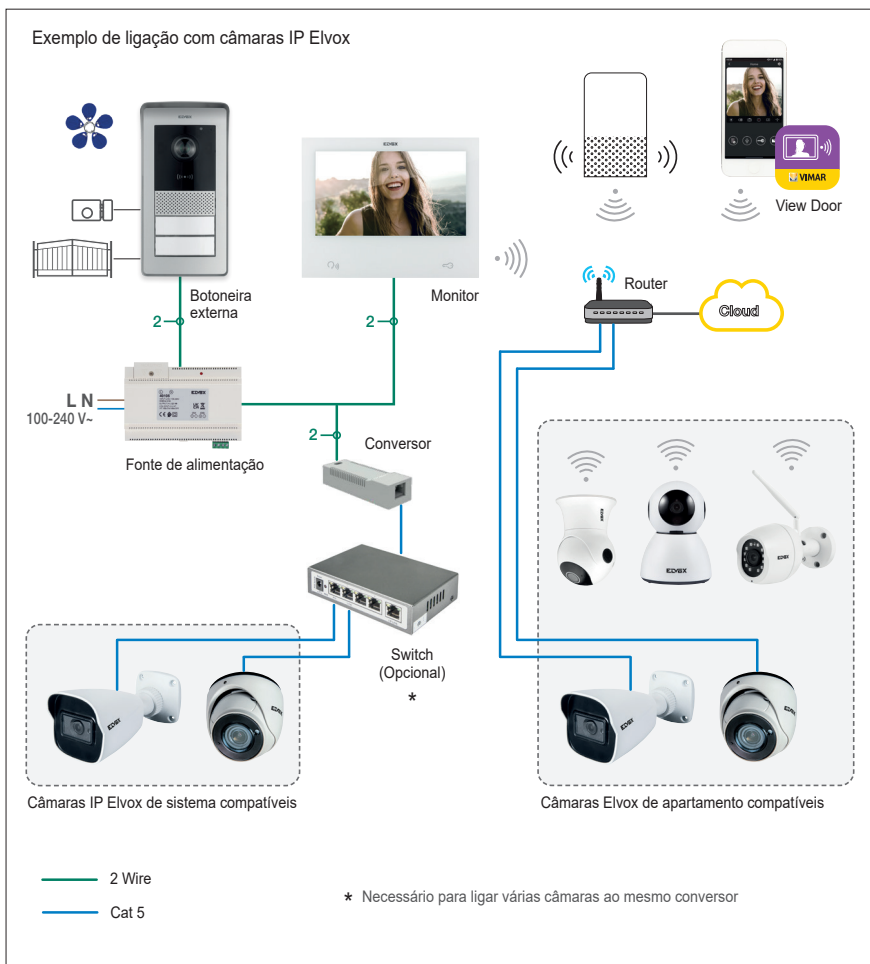 Exemplo de ligação com câmaras IP Elvox
ELVOX
ELVOX
VIMAR
View Door
Botoneira
externa
Monitor
Router
Cloud
2
2
L N
100-240 V~
ELVOX
Fonte de alimentação
2
Conversor
ELVOX
ELVOX
ELVOX
Switch
(Opcional)
*
ELVOX
ELVOX
ELVOX
ELVOX
Câmaras IP Elvox de sistema compatíveis
Câmaras Elvox de apartamento compatíveis
2 Wire
* Necessário para ligar várias câmaras ao mesmo conversor
Cat 5